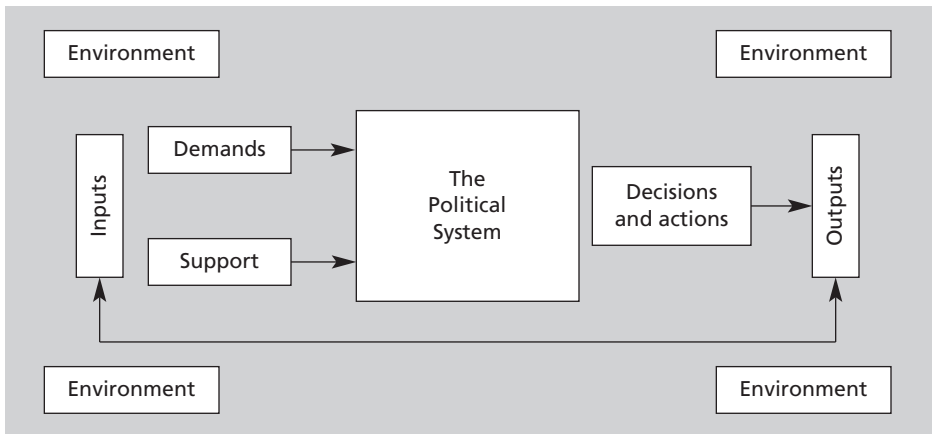 Environment
Environment
Inputs
Demands
Support
The
Political
System
Decisions
and actions
Outputs
Environment
Environment